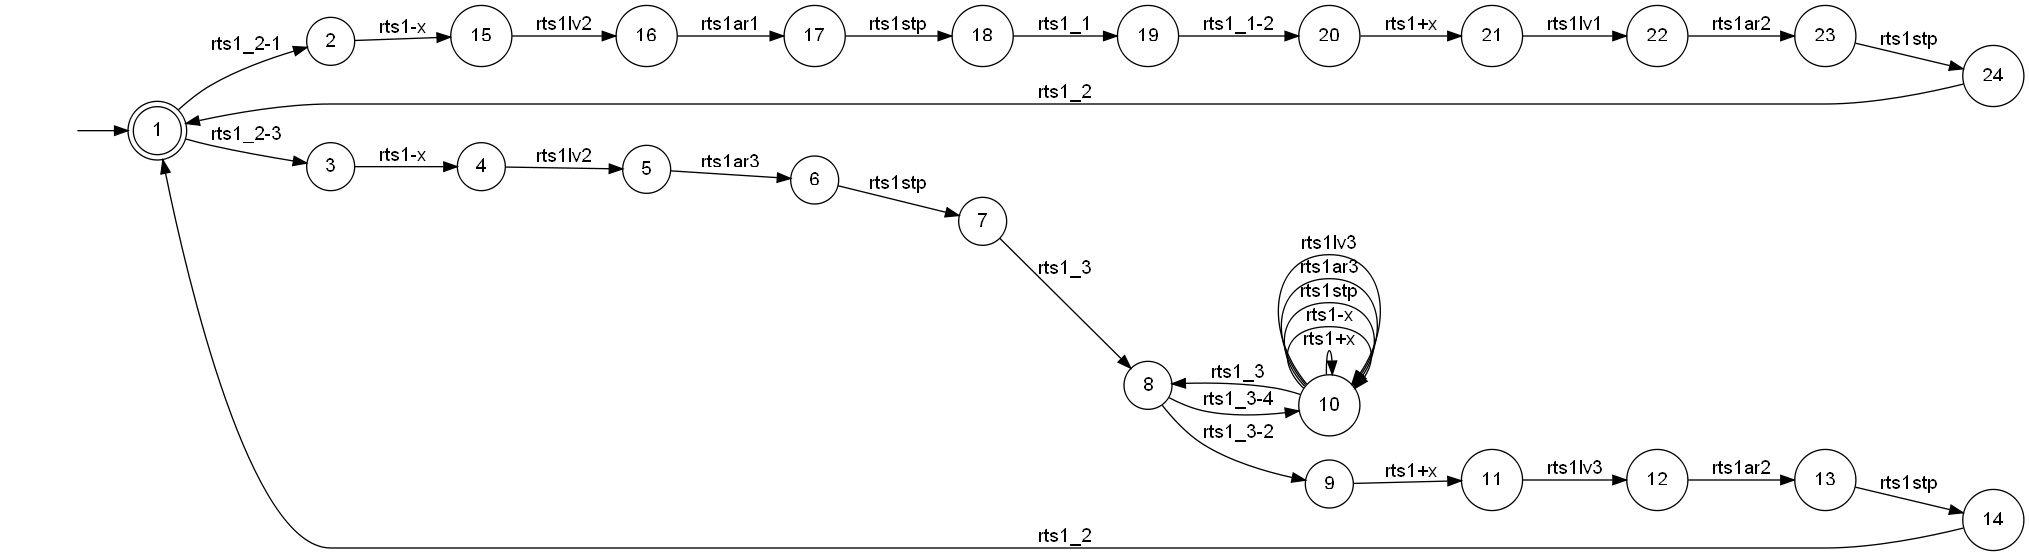 rts1_2-1
2
rts1-x
15
rts1lv2
16
rts1ar1
17
rts1stp
18
rts1_1
19
rts1_1-2
20
rts1+x
21
rts1lv1
22
rts1ar2
23
rts1stp
24
rts1_2
1
rts1_2-3
3
rts1-x
4
rts1lv2
5
rts1ar3
6
rts1stp
7
rts1_3
rts1lv3
rts1ar3
rts1stp
rts1-x
rts1+x
8
rts1_3
rts1_3-4
10
rts1_3-2
9
rts1+x
11
rts1lv3
12
rts1ar2
13
rts1stp
14
rts1_2